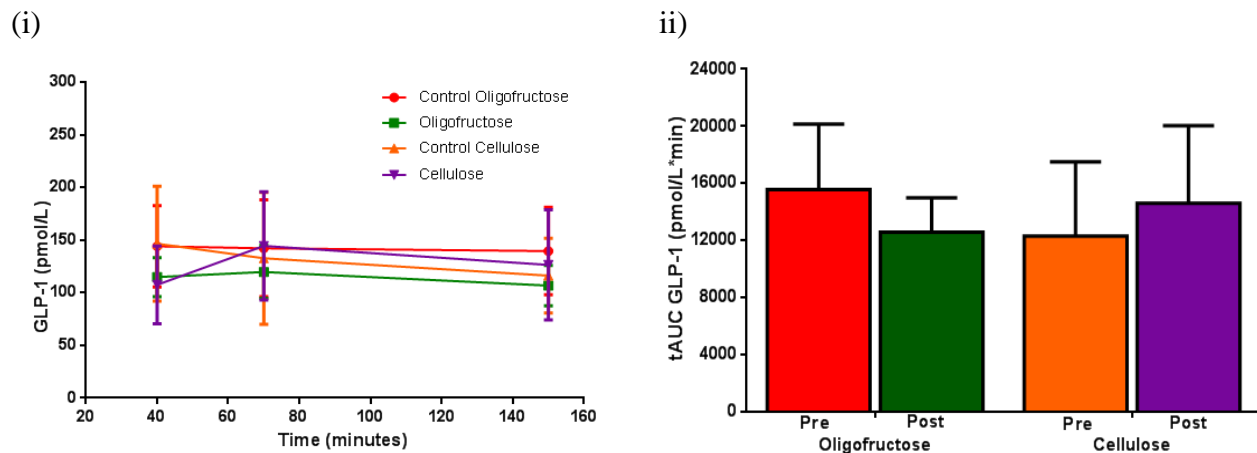 (i)
300
250
200
150
100
50
0
GLP-1 (pmol/L)
Control Oligofructose
Oligofructose
Control Cellulose
Cellulose
20 40 60 80 100 120 140 160
Time (minutes)
ii)
24000
20000
16000
12000
8000
4000
0
tAUC GLP-1 (pmol/L*min)
Pre Post Pre Post
Oligofructose Cellulose